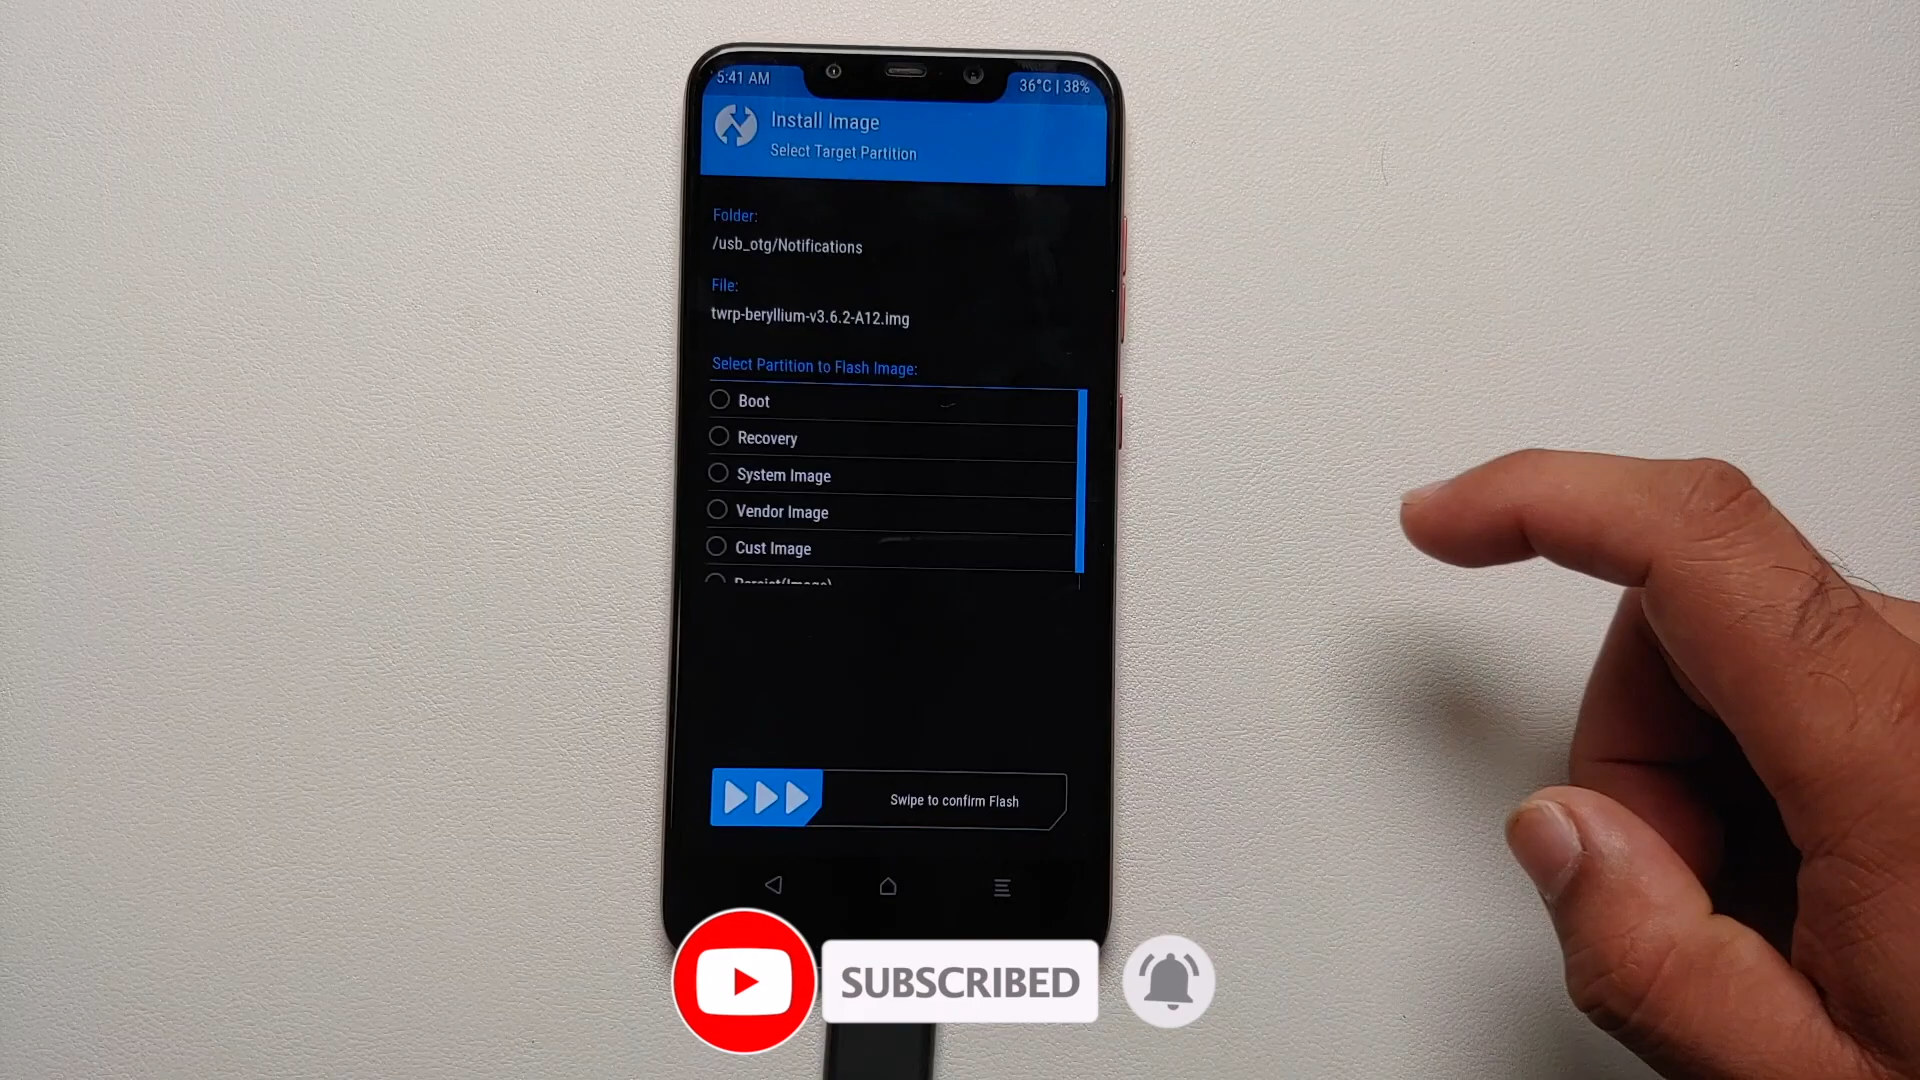 5:41 AM
36°C | 38%
Install Image
Select Target Partition
Folder:
/usb_otg/Notifications
File:
twrp-beryllium-v3.6.2-A12.img
Select Partition to Flash Image:
Boot
Recovery
System Image
Vendor Image
Cust Image
Persist(Image)
Swipe to confirm Flash
SUBSCRIBED